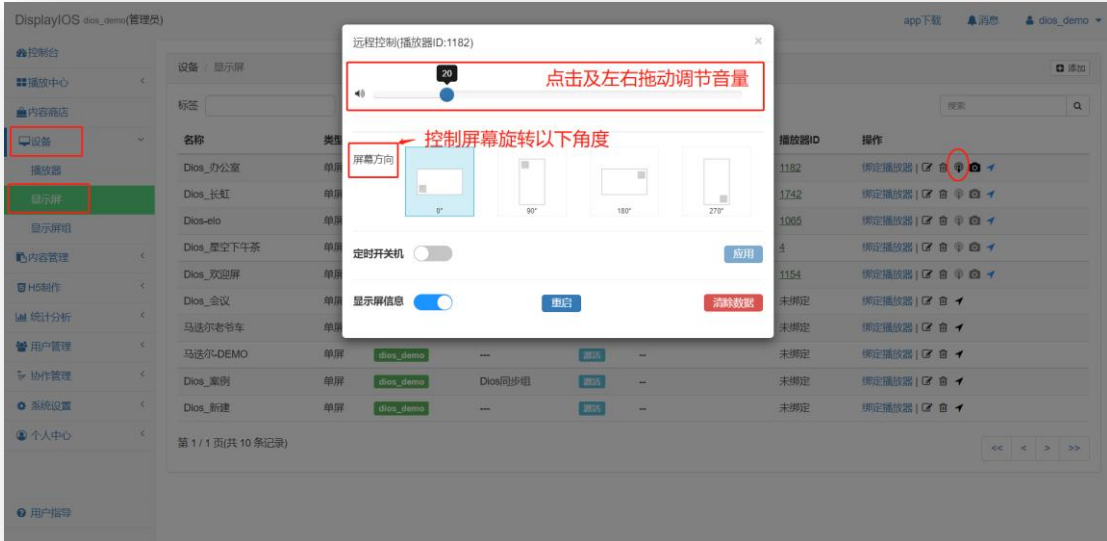 DisplayIOS dios_demo(管理员)
app下载 消息 dios_demo
控制台
播放中心
内容商店
设备
播放器
显示屏
显示屏组
内容管理
H5制作
统计分析
用户管理
协作管理
系统设置
个人中心
用户指导
设备 / 显示屏
添加
标签
搜索
远程控制(播放器ID:1182) ×
20
点击及左右拖动调节音量
控制屏幕旋转以下角度
屏幕方向
0° 90° 180° 270°
定时开关机 应用
显示屏信息 重启 清除数据
名称 类型 播放器ID 操作
Dios_办公室 单屏 1182 绑定播放器 |
Dios_长虹 单屏 1742 绑定播放器 |
Dios-elo 单屏 1065 绑定播放器 |
Dios_星空下午茶 单屏 4 绑定播放器 |
Dios_欢迎屏 单屏 1154 绑定播放器 |
Dios_会议 单屏 未绑定 绑定播放器 |
马迭尔老爷车 单屏 未绑定 绑定播放器 |
马迭尔-DEMO 单屏 dios_demo --- 激活 -- 未绑定 绑定播放器 |
Dios_案例 单屏 dios_demo Dios同步组 激活 -- 未绑定 绑定播放器 |
Dios_新建 单屏 dios_demo --- 激活 -- 未绑定 绑定播放器 |
第 1 / 1 页(共 10 条记录)
<< < > >>